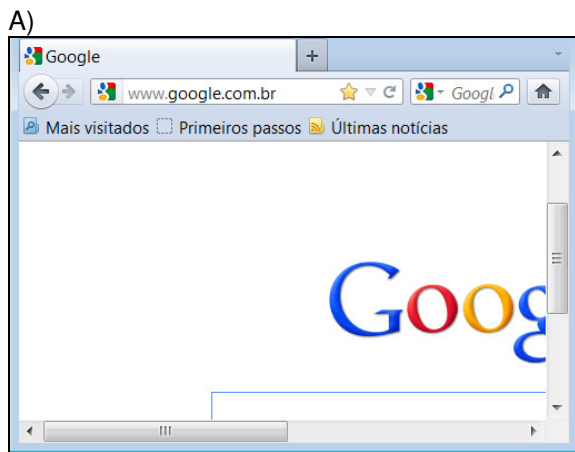 A)
Google
www.google.com.br Googl
Mais visitados Primeiros passos Últimas notícias
Goog